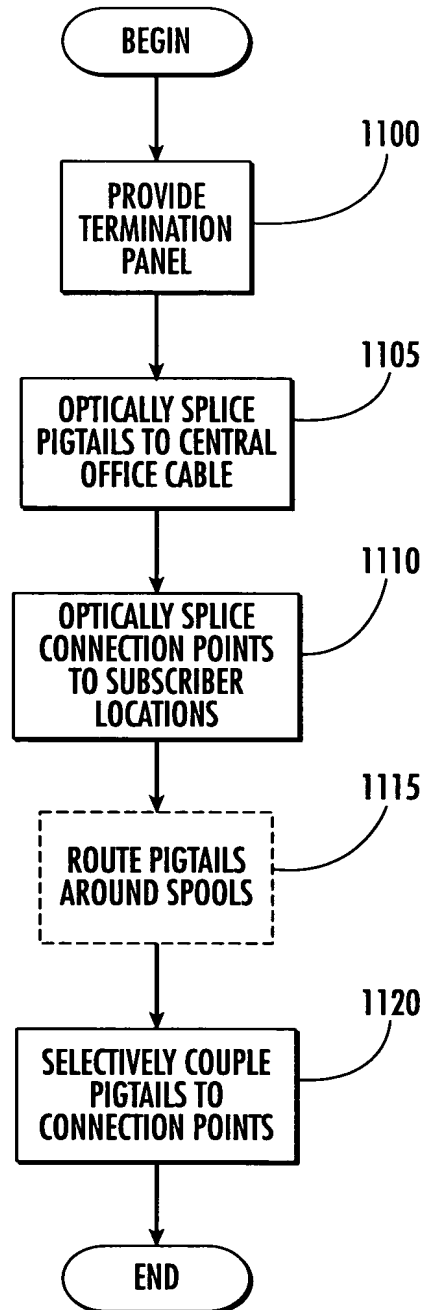 BEGIN
1100
PROVIDE
TERMINATION
PANEL
1105
OPTICALLY SPLICE
PIGTAILS TO CENTRAL
OFFICE CABLE
1110
OPTICALLY SPLICE
CONNECTION POINTS
TO SUBSCRIBER
LOCATIONS
1115
ROUTE PIGTAILS
AROUND SPOOLS
1120
SELECTIVELY COUPLE
PIGTAILS TO
CONNECTION POINTS
END